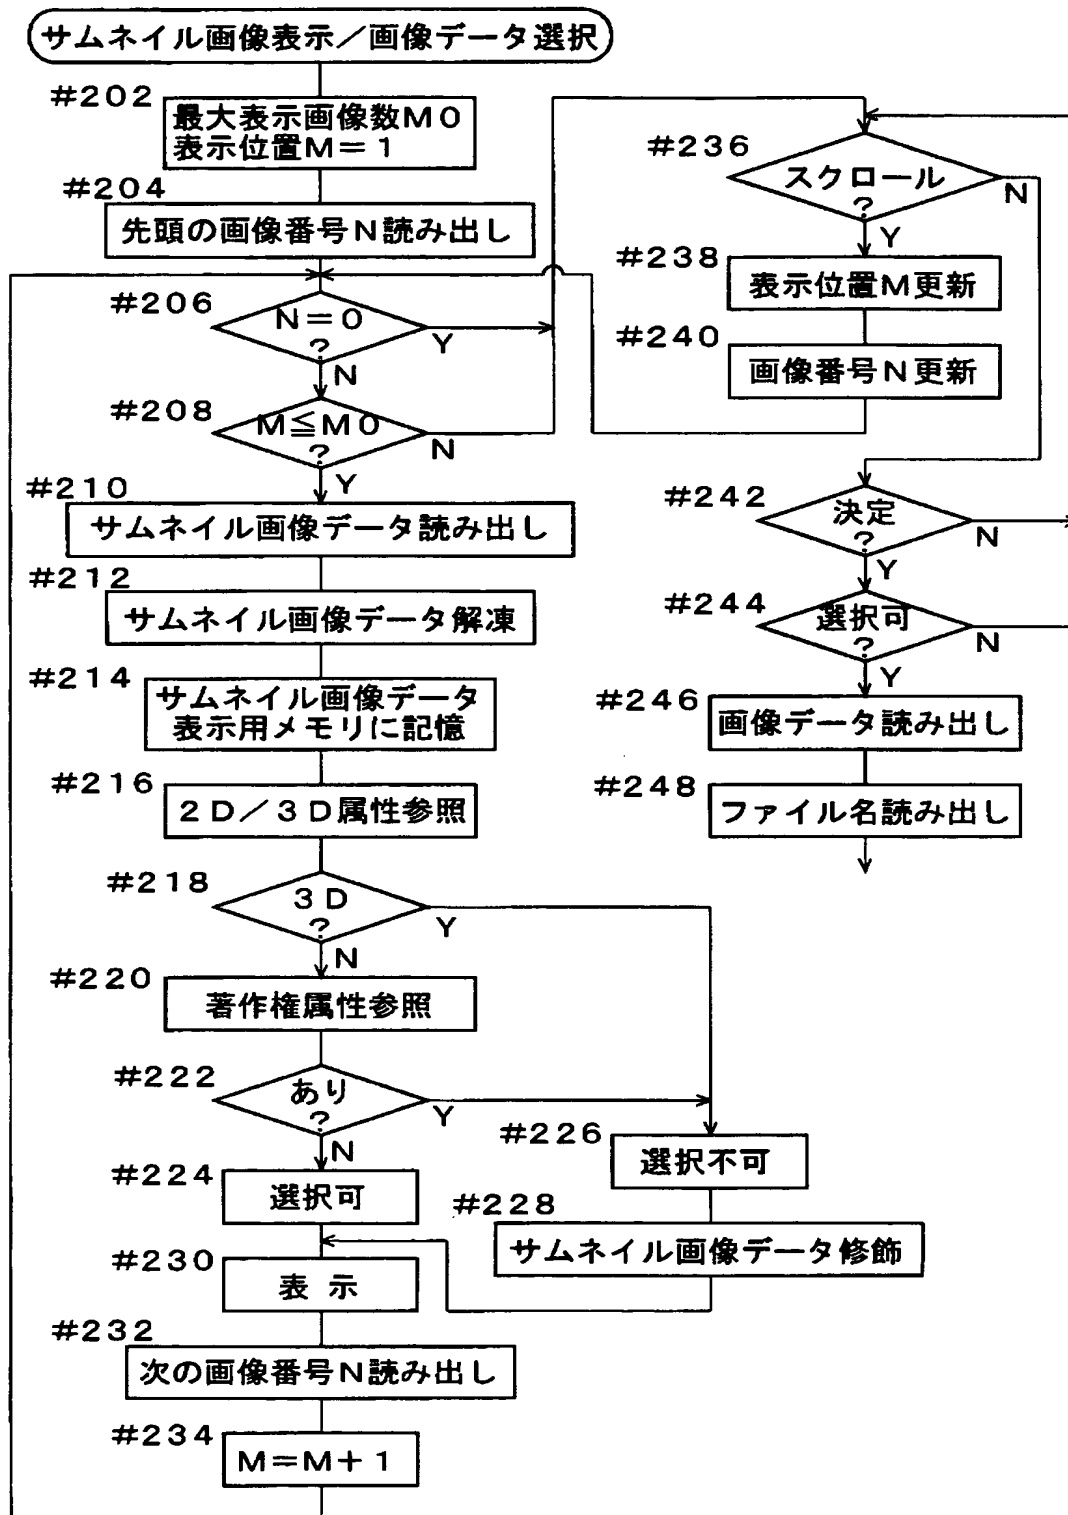 サムネイル画像表示／画像データ選択
#202
最大表示画像数M0
表示位置M＝1
#204
先頭の画像番号N読み出し
#206
N＝0
?
Y
N
#208
M≦M0
?
N
Y
#210
サムネイル画像データ読み出し
#212
サムネイル画像データ解凍
#214
サムネイル画像データ
表示用メモリに記憶
#216
2D／3D属性参照
#218
3D
?
Y
N
#220
著作権属性参照
#222
あり
?
Y
N
#224
選択可
#226
選択不可
#228
サムネイル画像データ修飾
#230
表示
#232
次の画像番号N読み出し
#234
M＝M＋1
#236
スクロール
?
N
Y
#238
表示位置M更新
#240
画像番号N更新
#242
決定
?
N
Y
#244
選択可
?
N
Y
#246
画像データ読み出し
#248
ファイル名読み出し